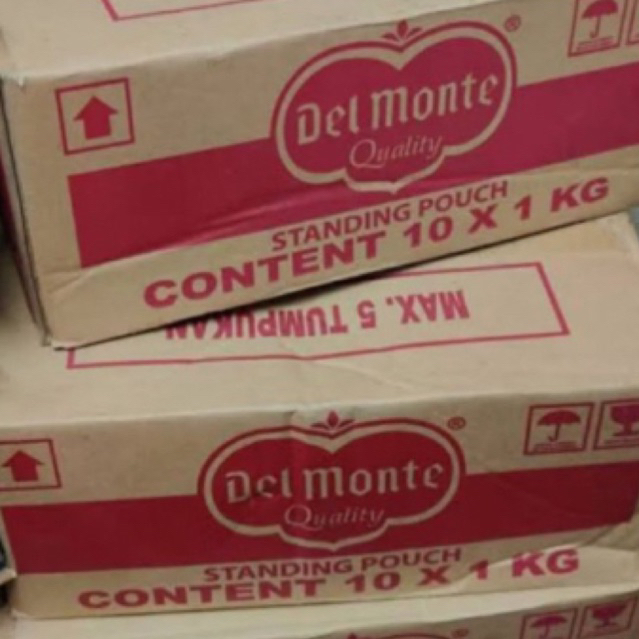 Del Monte
Quality
STANDING POUCH
CONTENT 10 X 1 KG
MAX. 5 TUMPUKAN
Del Monte
Quality
STANDING POUCH
CONTENT 10 X 1 KG